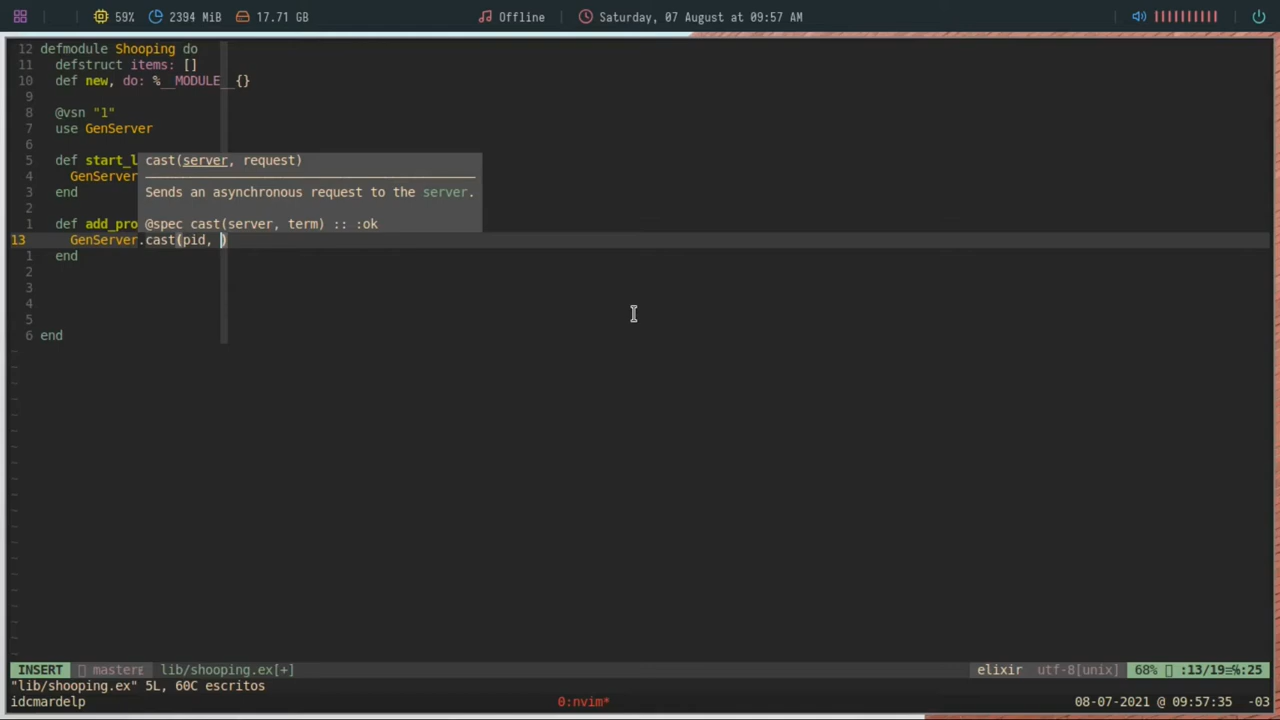 59% 2394 MiB 17.71 GB Offline Saturday, 07 August at 09:57 AM
12 defmodule Shooping do
11 defstruct items: []
10 def new, do: %__MODULE__{}
9
8 @vsn "1"
7 use GenServer
6
5 def start_l
cast(server, request)
4 GenServer
3 end
Sends an asynchronous request to the server.
2
1 def add_pro
@spec cast(server, term) :: :ok
13 GenServer.cast(pid, )
1 end
2
3
4
5
6 end
INSERT master lib/shooping.ex[+] elixir utf-8[unix] 68% :13/19 :25
"lib/shooping.ex" 5L, 60C escritos
idcmardelp 0:nvim* 08-07-2021 @ 09:57:35 -03